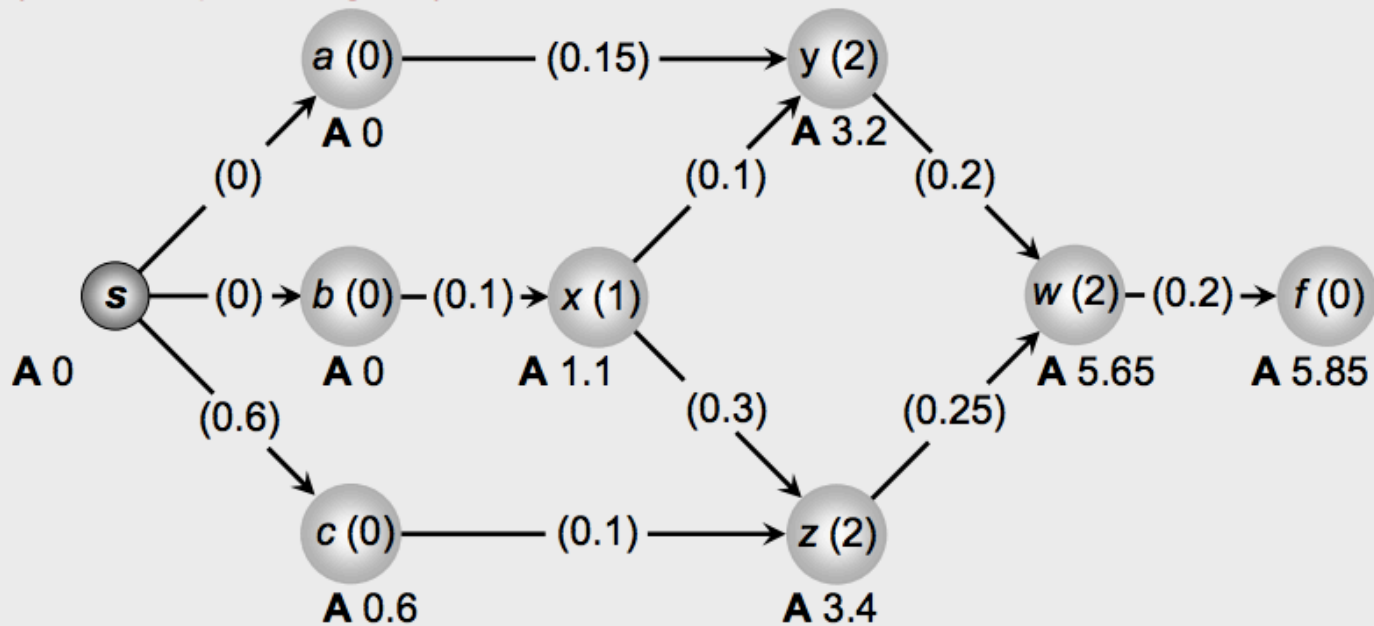 a (0)
(0.15)
y (2)
A 0
A 3.2
(0)
(0.1)
(0.2)
s
(0)
b (0)
(0.1)
x (1)
w (2)
(0.2)
f (0)
A 0
A 0
A 1.1
A 5.65
A 5.85
(0.6)
(0.3)
(0.25)
c (0)
(0.1)
z (2)
A 0.6
A 3.4